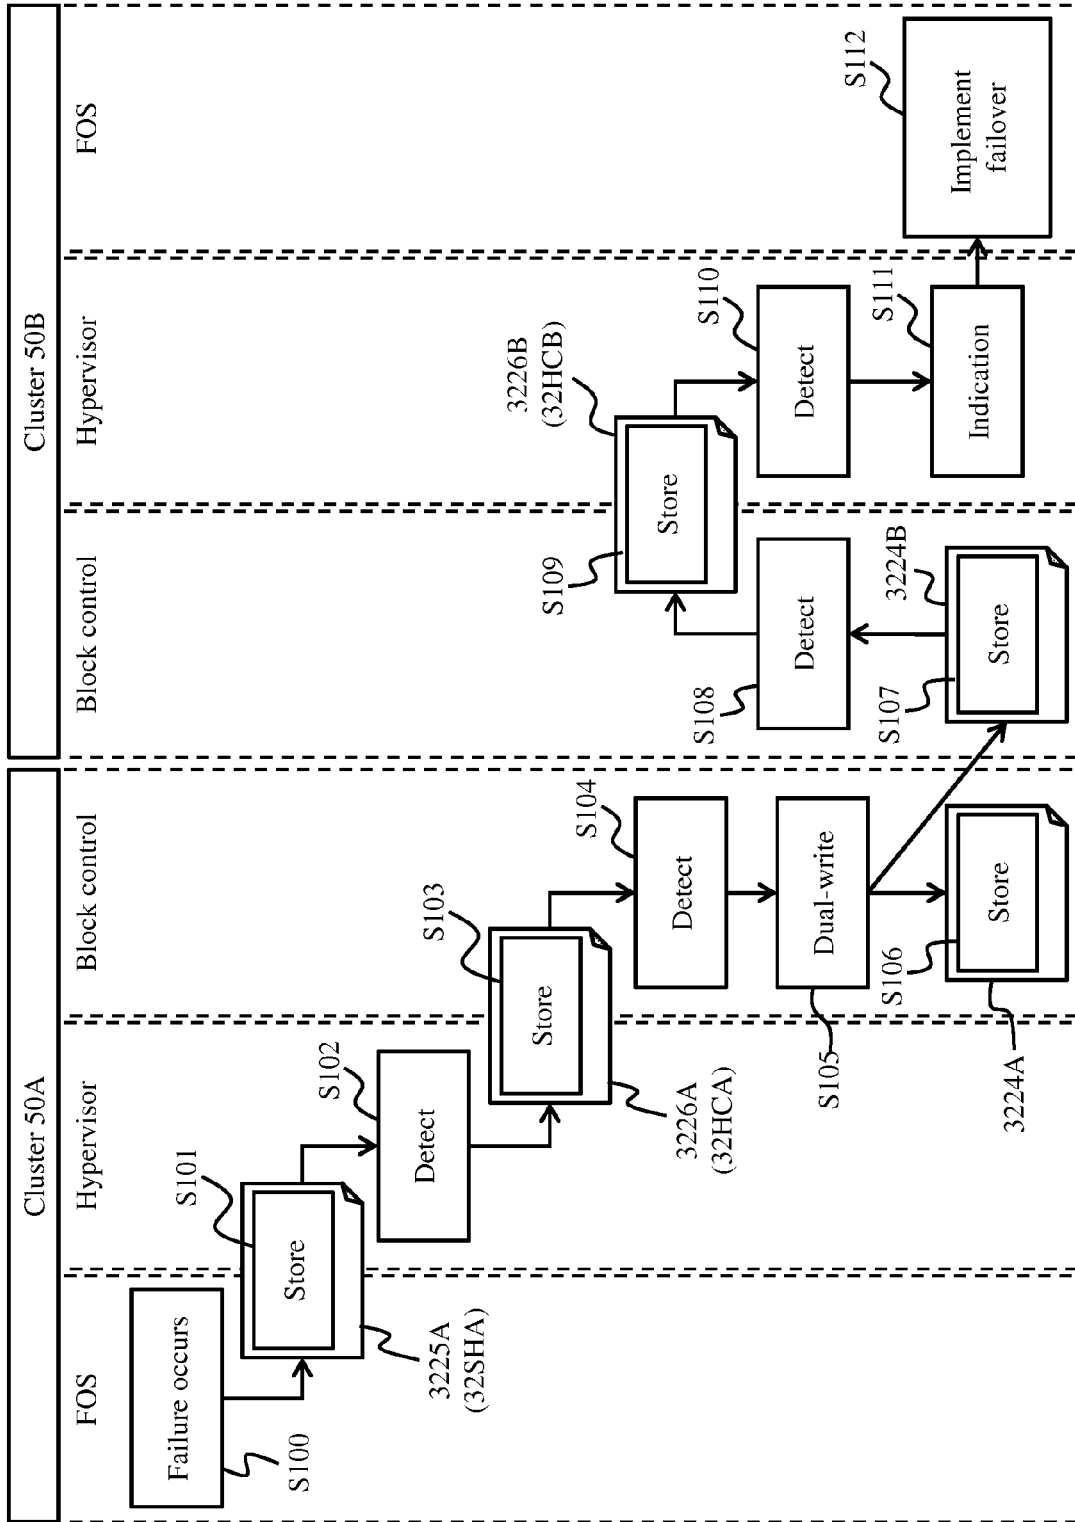 Cluster 50A
Cluster 50B
FOS
Hypervisor
Block control
Block control
Hypervisor
FOS
Failure occurs
S100
S101
Store
3225A
(32SHA)
S102
Detect
S103
Store
3226A
(32HCA)
S104
Detect
Dual-write
S105
S106
Store
3224A
S107
Store
3224B
S108
Detect
S109
Store
3226B
(32HCB)
S110
Detect
S111
Indication
S112
Implement
failover